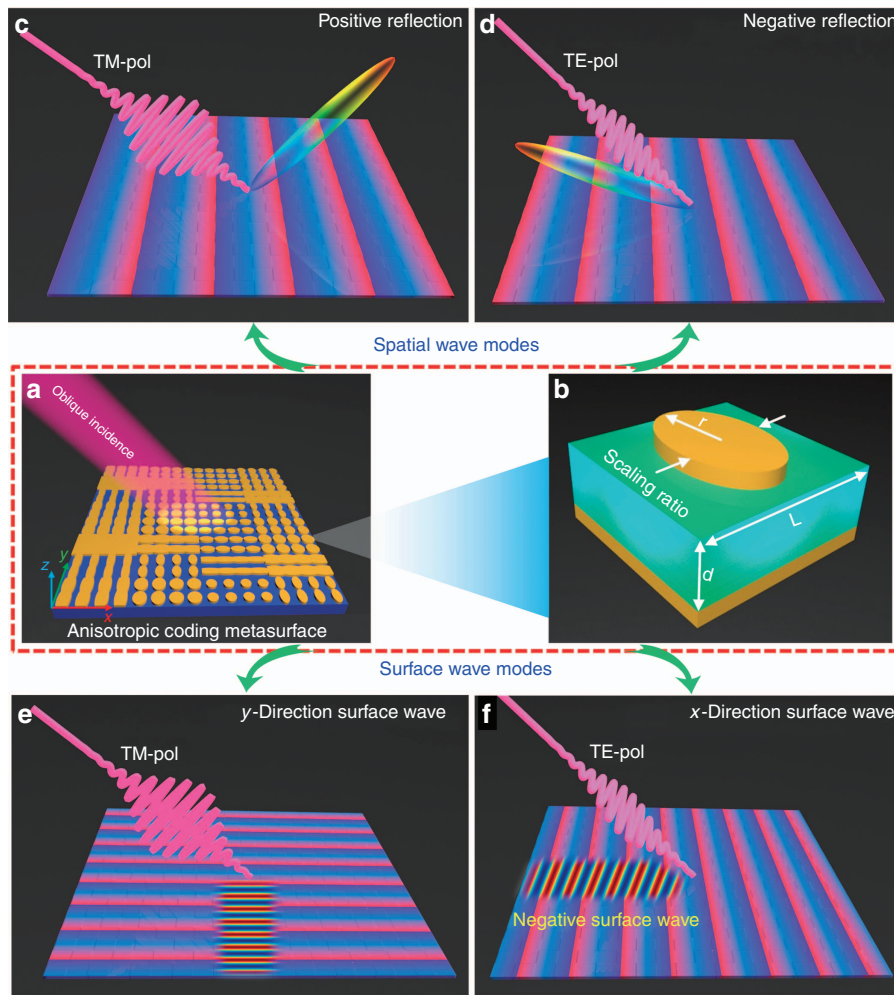 c
Positive reflection
TM-pol
d
Negative reflection
TE-pol
Spatial wave modes
a
Oblique incidence
z
y
x
Anisotropic coding metasurface
b
r
Scaling ratio
L
d
Surface wave modes
e
y-Direction surface wave
TM-pol
f
x-Direction surface wave
TE-pol
Negative surface wave